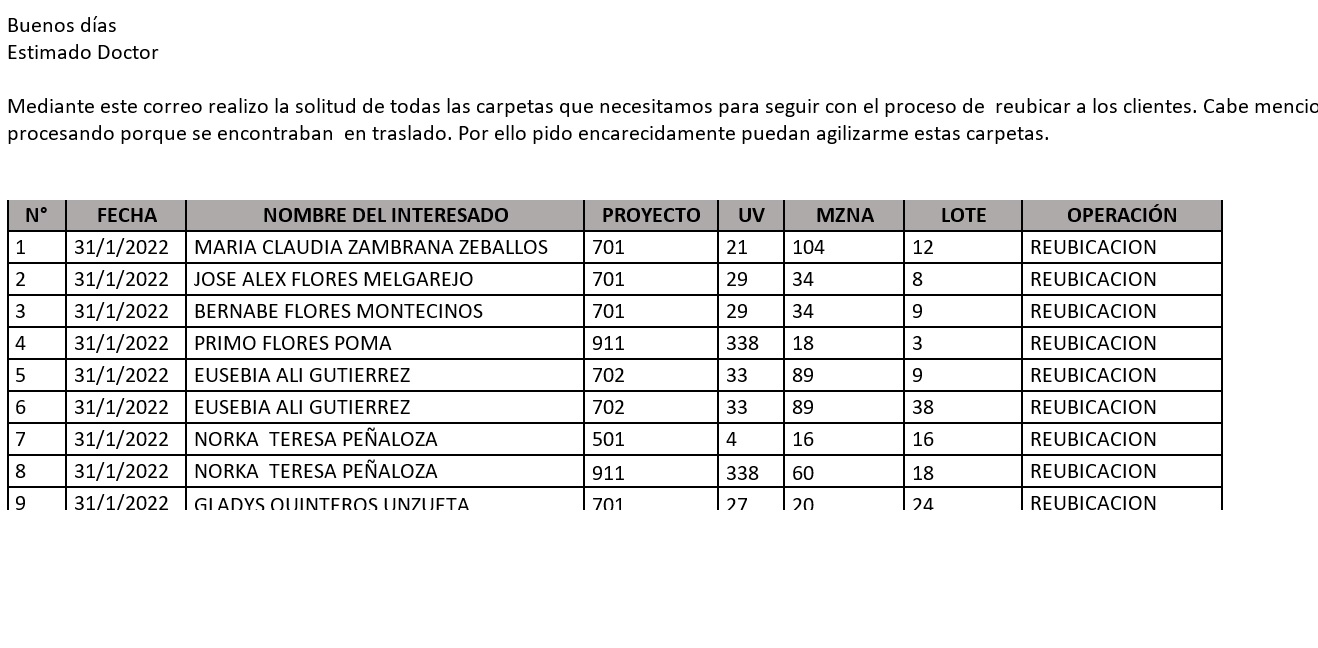 Buenos días
Estimado Doctor
Mediante este correo realizo la solitud de todas las carpetas que necesitamos para seguir con el proceso de  reubicar a los clientes. Cabe mencio
procesando porque se encontraban  en traslado. Por ello pido encarecidamente puedan agilizarme estas carpetas.
N° FECHA NOMBRE DEL INTERESADO PROYECTO UV MZNA LOTE OPERACIÓN
1 31/1/2022 MARIA CLAUDIA ZAMBRANA ZEBALLOS 701 21 104 12 REUBICACION
2 31/1/2022 JOSE ALEX FLORES MELGAREJO 701 29 34 8 REUBICACION
3 31/1/2022 BERNABE FLORES MONTECINOS 701 29 34 9 REUBICACION
4 31/1/2022 PRIMO FLORES POMA 911 338 18 3 REUBICACION
5 31/1/2022 EUSEBIA ALI GUTIERREZ 702 33 89 9 REUBICACION
6 31/1/2022 EUSEBIA ALI GUTIERREZ 702 33 89 38 REUBICACION
7 31/1/2022 NORKA  TERESA PEÑALOZA 501 4 16 16 REUBICACION
8 31/1/2022 NORKA  TERESA PEÑALOZA 911 338 60 18 REUBICACION
9 31/1/2022 GLADYS QUINTEROS UNZUETA 701 27 20 24 REUBICACION